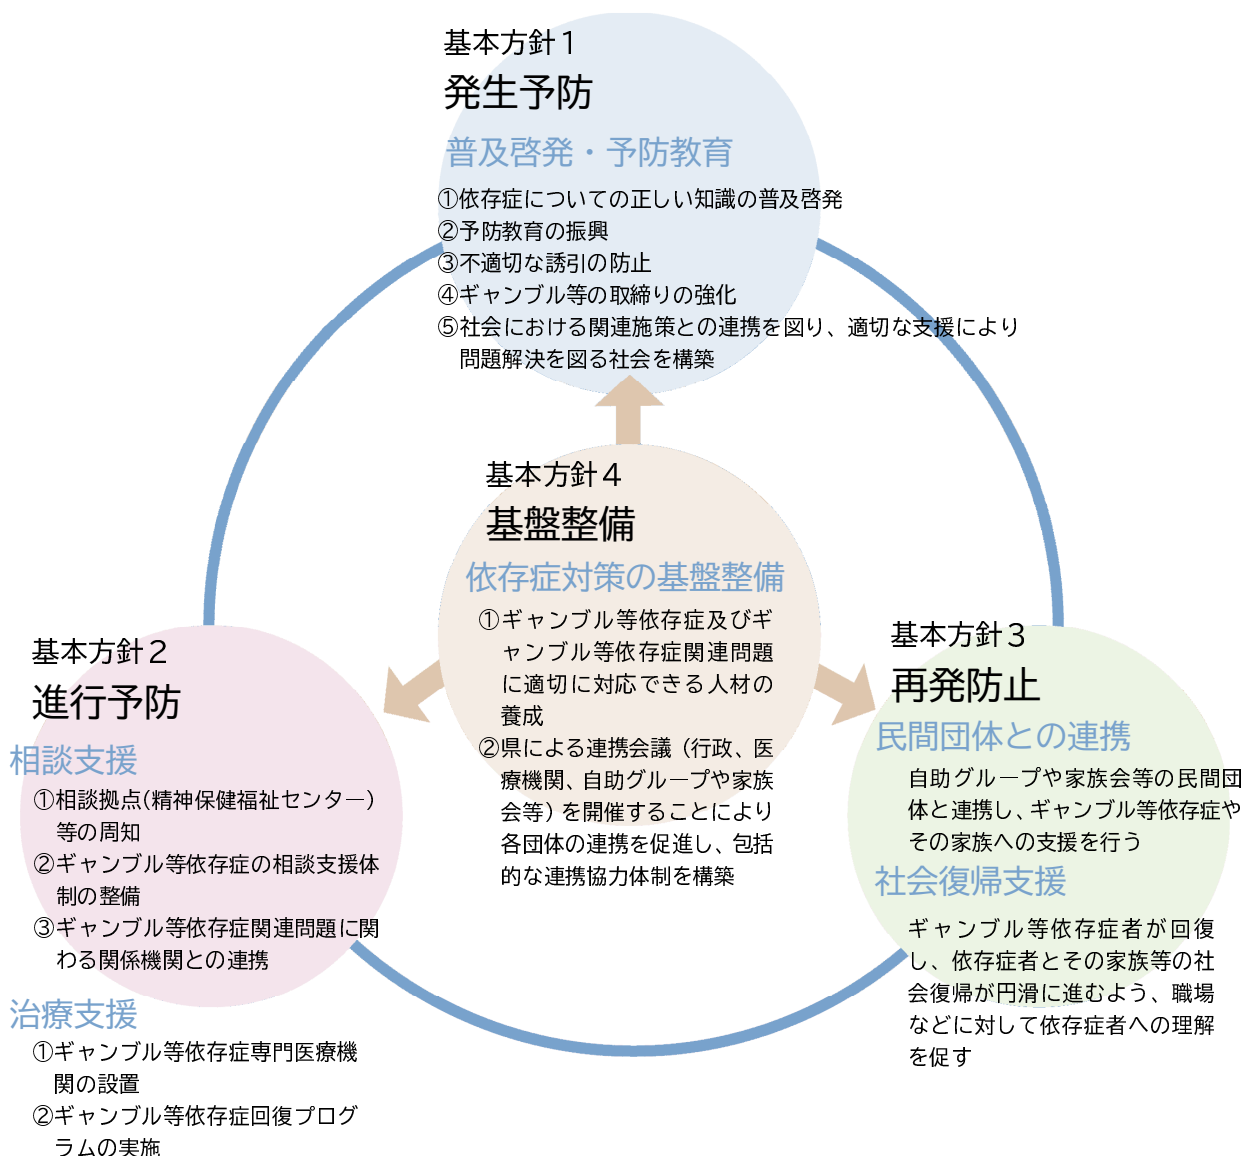 基本方針１
発生予防
普及啓発・予防教育
①依存症についての正しい知識の普及啓発
②予防教育の振興
③不適切な誘引の防止
④ギャンブル等の取締りの強化
⑤社会における関連施策との連携を図り、適切な支援により
問題解決を図る社会を構築
基本方針４
基盤整備
依存症対策の基盤整備
①ギャンブル等依存症及びギ
ャンブル等依存症関連問題
に適切に対応できる人材の
養成
②県による連携会議（行政、医
療機関、自助グループや家族
会等）を開催することにより
各団体の連携を促進し、包括
的な連携協力体制を構築
基本方針２
進行予防
相談支援
①相談拠点（精神保健福祉センター）
等の周知
②ギャンブル等依存症の相談支援体
制の整備
③ギャンブル等依存症関連問題に関
わる関係機関との連携
治療支援
①ギャンブル等依存症専門医療機
関の設置
②ギャンブル等依存症回復プログ
ラムの実施
基本方針３
再発防止
民間団体との連携
自助グループや家族会等の民間団
体と連携し、ギャンブル等依存症や
その家族への支援を行う
社会復帰支援
ギャンブル等依存症者が回復
し、依存症者とその家族等の社
会復帰が円滑に進むよう、職場
などに対して依存症者への理解
を促す